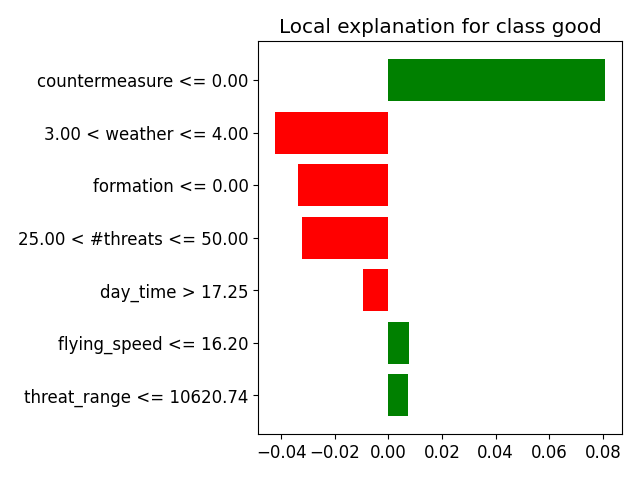 Local explanation for class good
countermeasure <= 0.00
3.00 < weather <= 4.00
formation <= 0.00
25.00 < #threats <= 50.00
day_time > 17.25
flying_speed <= 16.20
threat_range <= 10620.74
−0.04 −0.02 0.00 0.02 0.04 0.06 0.08